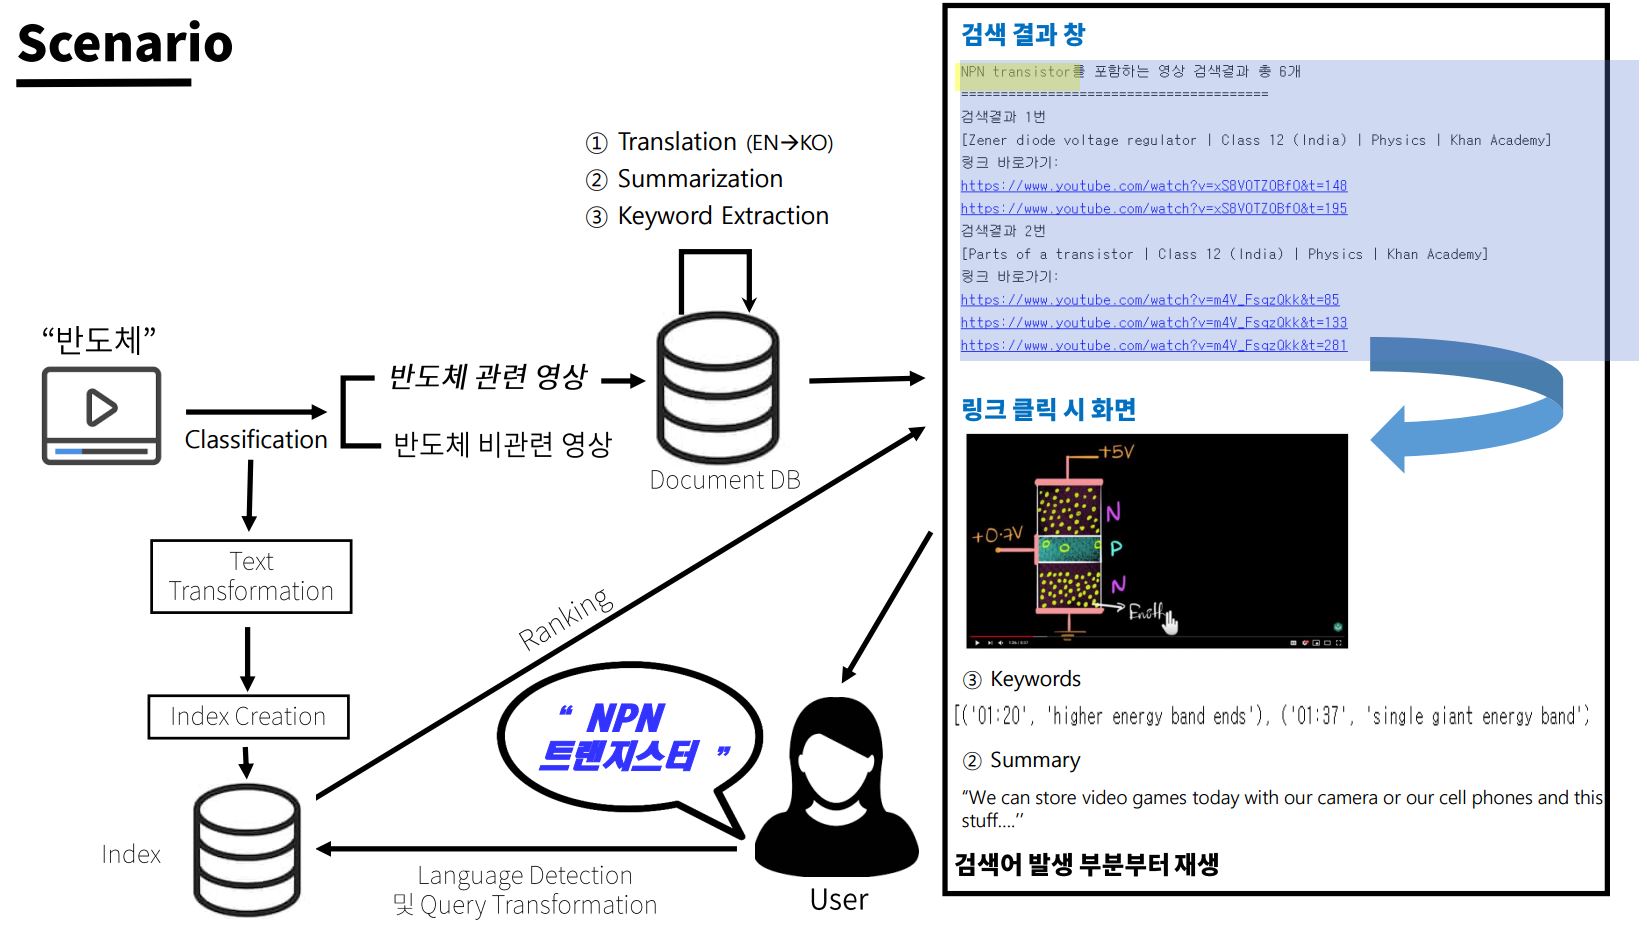 Scenario
① Translation (EN→KO)
② Summarization
③ Keyword Extraction
“반도체”
Classification
반도체 관련 영상
반도체 비관련 영상
Document DB
Text
Transformation
Index Creation
Index
Ranking
“ NPN
트랜지스터 ”
Language Detection
및 Query Transformation
User
검색 결과 창
NPN transistor를 포함하는 영상 검색결과 총 6개
=======================================
검색결과 1번
[Zener diode voltage regulator | Class 12 (India) | Physics | Khan Academy]
링크 바로가기:
https://www.youtube.com/watch?v=xS8VOTZOBfO&t=148
https://www.youtube.com/watch?v=xS8VOTZOBfO&t=195
검색결과 2번
[Parts of a transistor | Class 12 (India) | Physics | Khan Academy]
링크 바로가기:
https://www.youtube.com/watch?v=m4V_FsqzQkk&t=85
https://www.youtube.com/watch?v=m4V_FsqzQkk&t=133
https://www.youtube.com/watch?v=m4V_FsqzQkk&t=281
링크 클릭 시 화면
+5V
N
+0.7V
P
N
③ Keywords
[('01:20', 'higher energy band ends'), ('01:37', 'single giant energy band')
② Summary
“We can store video games today with our camera or our cell phones and this
stuff....’’
검색어 발생 부분부터 재생